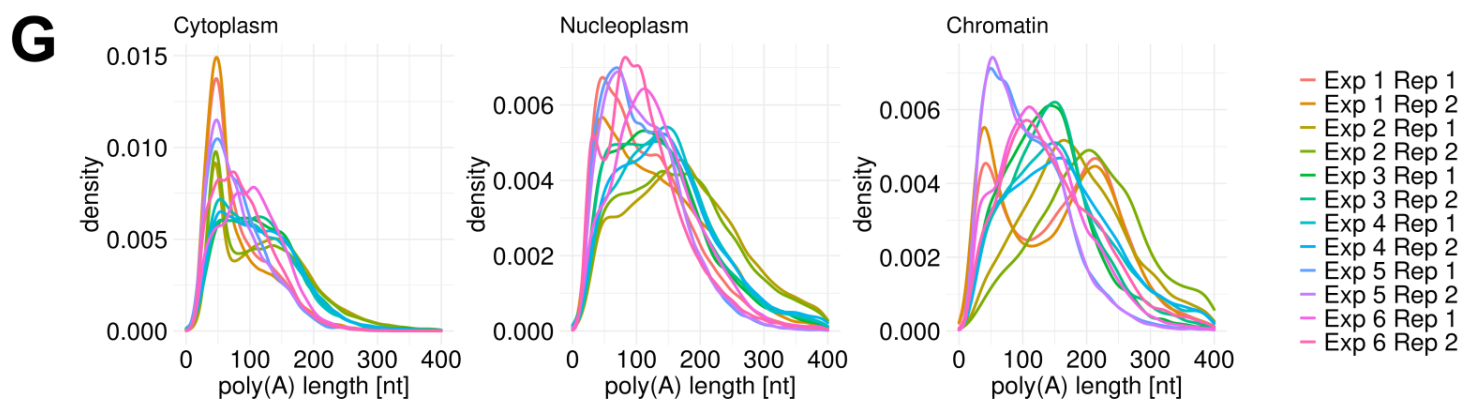 G
Cytoplasm
0.015
0.010
0.005
0.000
density
0 100 200 300 400
poly(A) length [nt]
Nucleoplasm
0.006
0.004
0.002
0.000
density
0 100 200 300 400
poly(A) length [nt]
Chromatin
0.006
0.004
0.002
0.000
density
0 100 200 300 400
poly(A) length [nt]
Exp 1 Rep 1
Exp 1 Rep 2
Exp 2 Rep 1
Exp 2 Rep 2
Exp 3 Rep 1
Exp 3 Rep 2
Exp 4 Rep 1
Exp 4 Rep 2
Exp 5 Rep 1
Exp 5 Rep 2
Exp 6 Rep 1
Exp 6 Rep 2